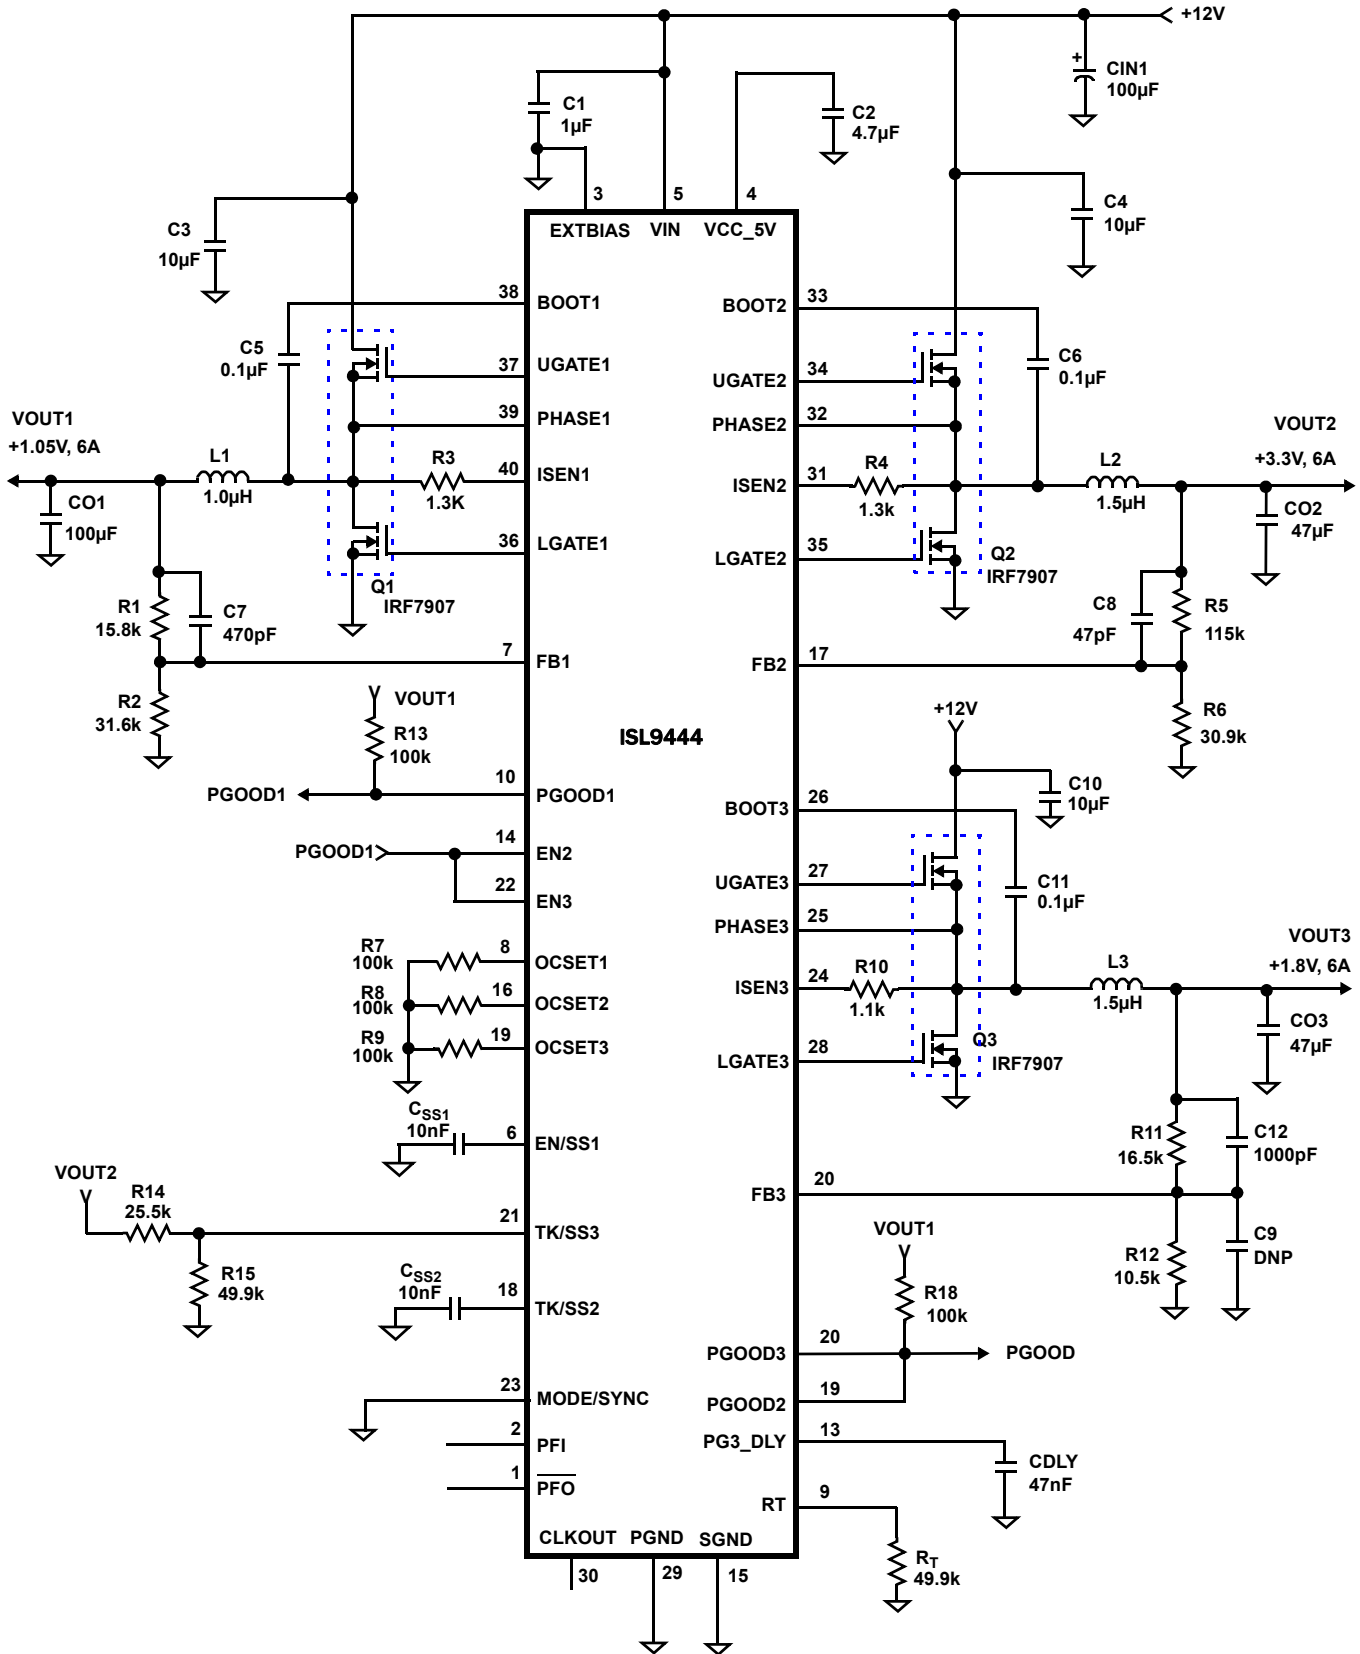 +12V
CIN1
+
100µF
C1
1µF
C2
4.7µF
3
5
4
C4
10µF
C3
10µF
EXTBIAS
VIN
VCC_5V
38
BOOT1
BOOT2
33
C5
0.1µF
37
UGATE1
UGATE2
34
C6
0.1µF
39
PHASE1
PHASE2
32
VOUT1
+1.05V, 6A
L1
1.0µH
R3
1.3K
40
ISEN1
ISEN2
31
R4
1.3k
L2
1.5µH
VOUT2
+3.3V, 6A
CO1
100µF
CO2
47µF
36
LGATE1
LGATE2
35
Q1
IRF7907
Q2
IRF7907
R1
15.8k
C7
470pF
C8
47pF
R5
115k
7
FB1
FB2
17
R2
31.6k
VOUT1
R13
100k
ISL9444
+12V
R6
30.9k
PGOOD1
10
PGOOD1
C10
10µF
BOOT3
26
PGOOD1
14
EN2
22
EN3
UGATE3
27
C11
0.1µF
PHASE3
25
R7
100k
8
OCSET1
R8
100k
16
OCSET2
R9
100k
19
OCSET3
ISEN3
24
R10
1.1k
L3
1.5µH
VOUT3
+1.8V, 6A
CO3
47µF
LGATE3
28
Q3
IRF7907
CSS1
10nF
6
EN/SS1
R11
16.5k
C12
1000pF
VOUT2
R14
25.5k
FB3
20
21
TK/SS3
VOUT1
R12
10.5k
C9
DNP
R15
49.9k
CSS2
10nF
18
TK/SS2
R18
100k
PGOOD3
20
PGOOD
23
MODE/SYNC
PGOOD2
19
2
PFI
PG3_DLY
13
1
PFO
CDLY
47nF
RT
9
CLKOUT
PGND
SGND
30
29
15
RT
49.9k